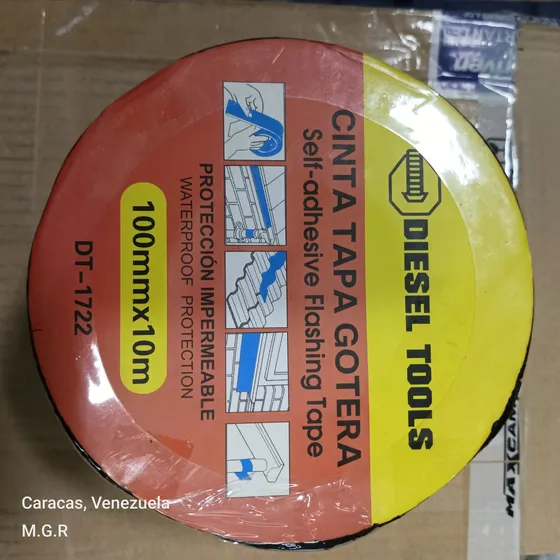 DIESEL TOOLS
CINTA TAPA GOTERA
Self-adhesive Flashing Tape
PROTECCIÓN IMPERMEABLE
WATERPROOF PROTECTION
100mmx10m
DT-1722
Caracas, Venezuela
M.G.R